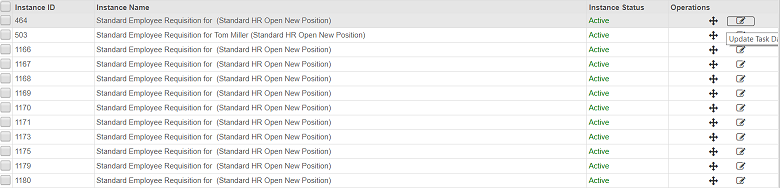 Instance ID Instance Name Instance Status Operations
464 Standard Employee Requisition for (Standard HR Open New Position) Active
503 Standard Employee Requisition for Tom Miller (Standard HR Open New Position) Active
Update Task Da
1166 Standard Employee Requisition for (Standard HR Open New Position) Active
1167 Standard Employee Requisition for (Standard HR Open New Position) Active
1168 Standard Employee Requisition for (Standard HR Open New Position) Active
1169 Standard Employee Requisition for (Standard HR Open New Position) Active
1170 Standard Employee Requisition for (Standard HR Open New Position) Active
1171 Standard Employee Requisition for (Standard HR Open New Position) Active
1173 Standard Employee Requisition for (Standard HR Open New Position) Active
1175 Standard Employee Requisition for (Standard HR Open New Position) Active
1179 Standard Employee Requisition for (Standard HR Open New Position) Active
1180 Standard Employee Requisition for (Standard HR Open New Position) Active